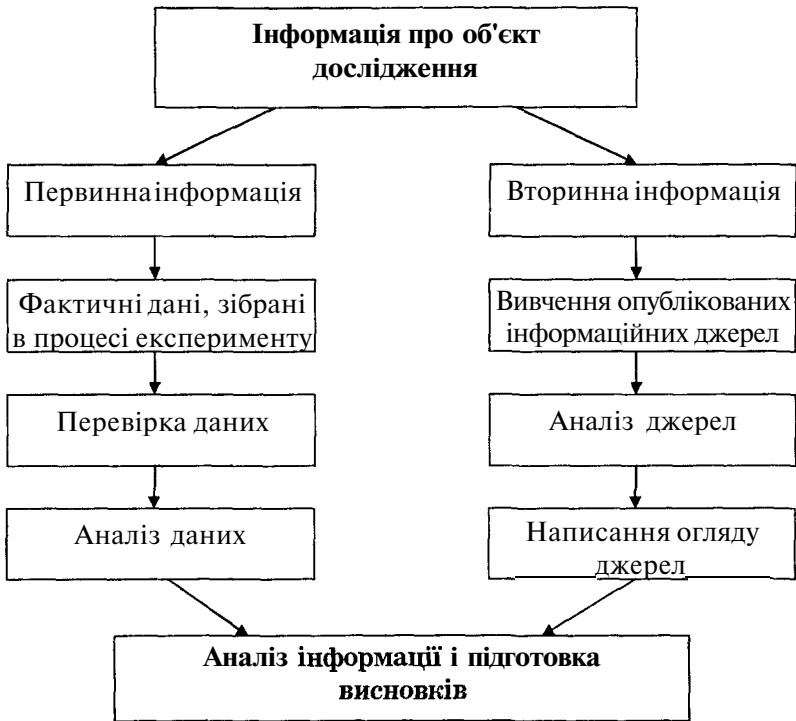 Інформація про об'єкт
дослідження
Первинна інформація
Вторинна інформація
Фактичні дані, зібрані
в процесі експерименту
Вивчення опублікованих
інформаційних джерел
Перевірка даних
Аналіз джерел
Аналіз даних
Написання огляду
джерел
Аналіз інформації і підготовка
висновків